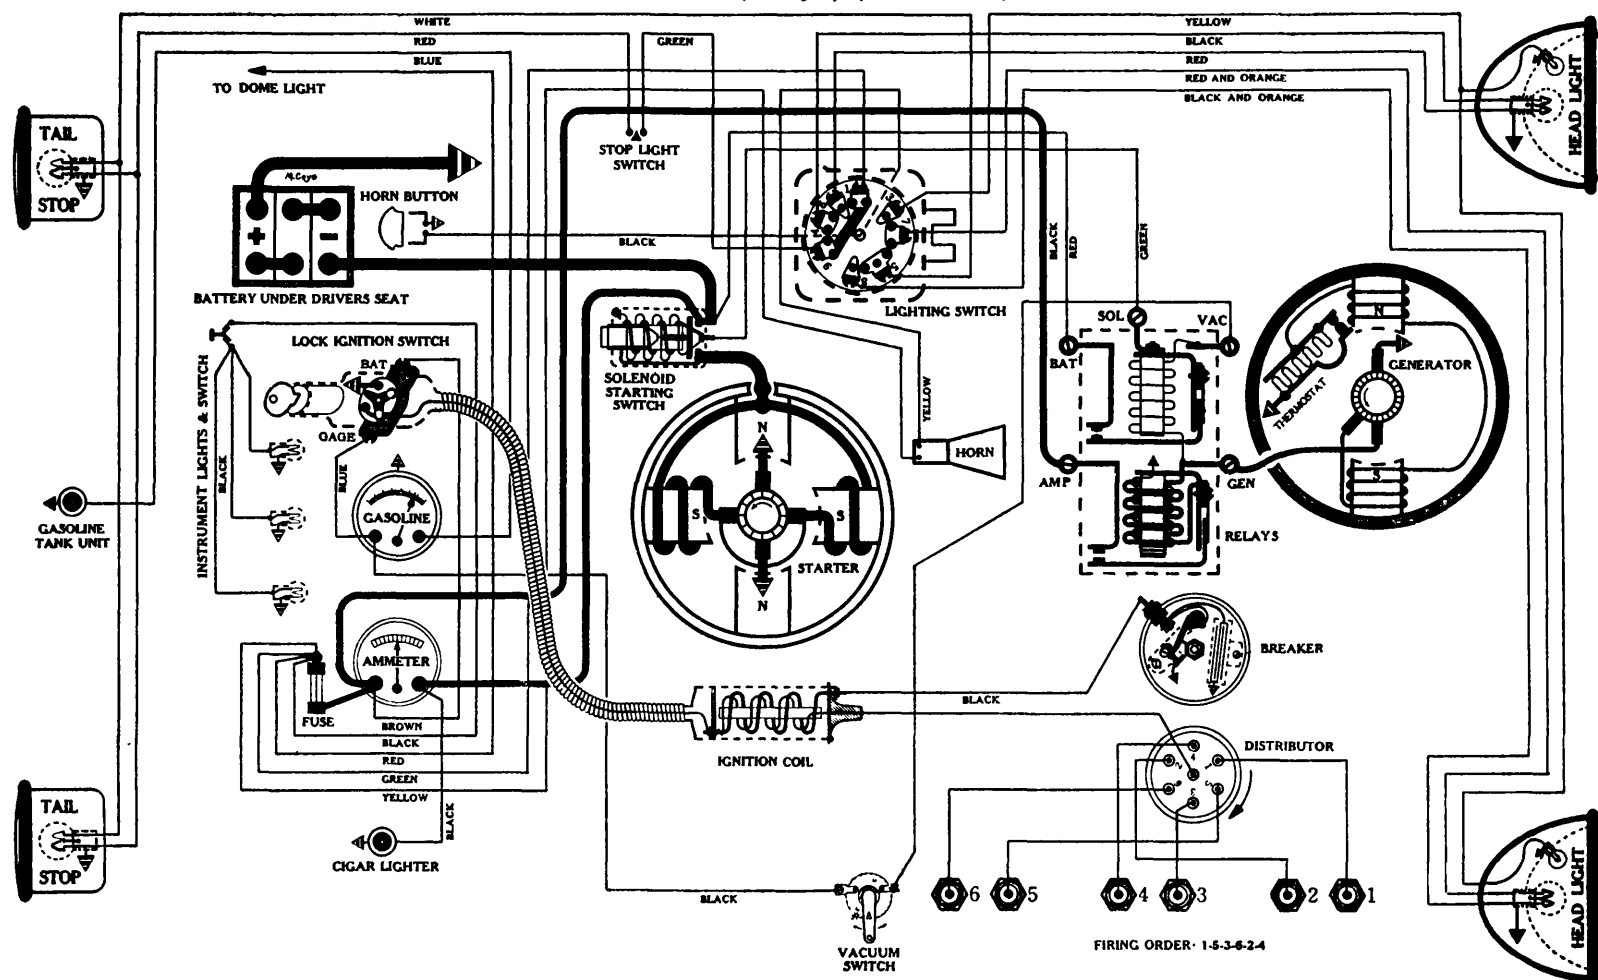 WHITE
RED
BLUE
GREEN
YELLOW
BLACK
RED
RED AND ORANGE
BLACK AND ORANGE
TO DOME LIGHT
TAIL
STOP
STOP LIGHT
SWITCH
HEAD LIGHT
HORN BUTTON
BLACK
+
−
BATTERY UNDER DRIVERS SEAT
LIGHTING SWITCH
BLACK
RED
GREEN
LOCK IGNITION SWITCH
BAT
GAGE
INSTRUMENT LIGHTS & SWITCH
BLACK
BLUE
SOLENOID
STARTING
SWITCH
SOL
VAC
BAT
AMP
GEN
RELAYS
N
GENERATOR
THERMOSTAT
S
YELLOW
HORN
N
S
S
N
STARTER
GASOLINE
GASOLINE
TANK UNIT
AMMETER
FUSE
BROWN
BLACK
RED
GREEN
YELLOW
BLACK
CIGAR LIGHTER
IGNITION COIL
BLACK
BREAKER
DISTRIBUTOR
TAIL
STOP
BLACK
VACUUM
SWITCH
6
5
4
3
2
1
FIRING ORDER· 1-5-3-6-2-4
HEAD LIGHT